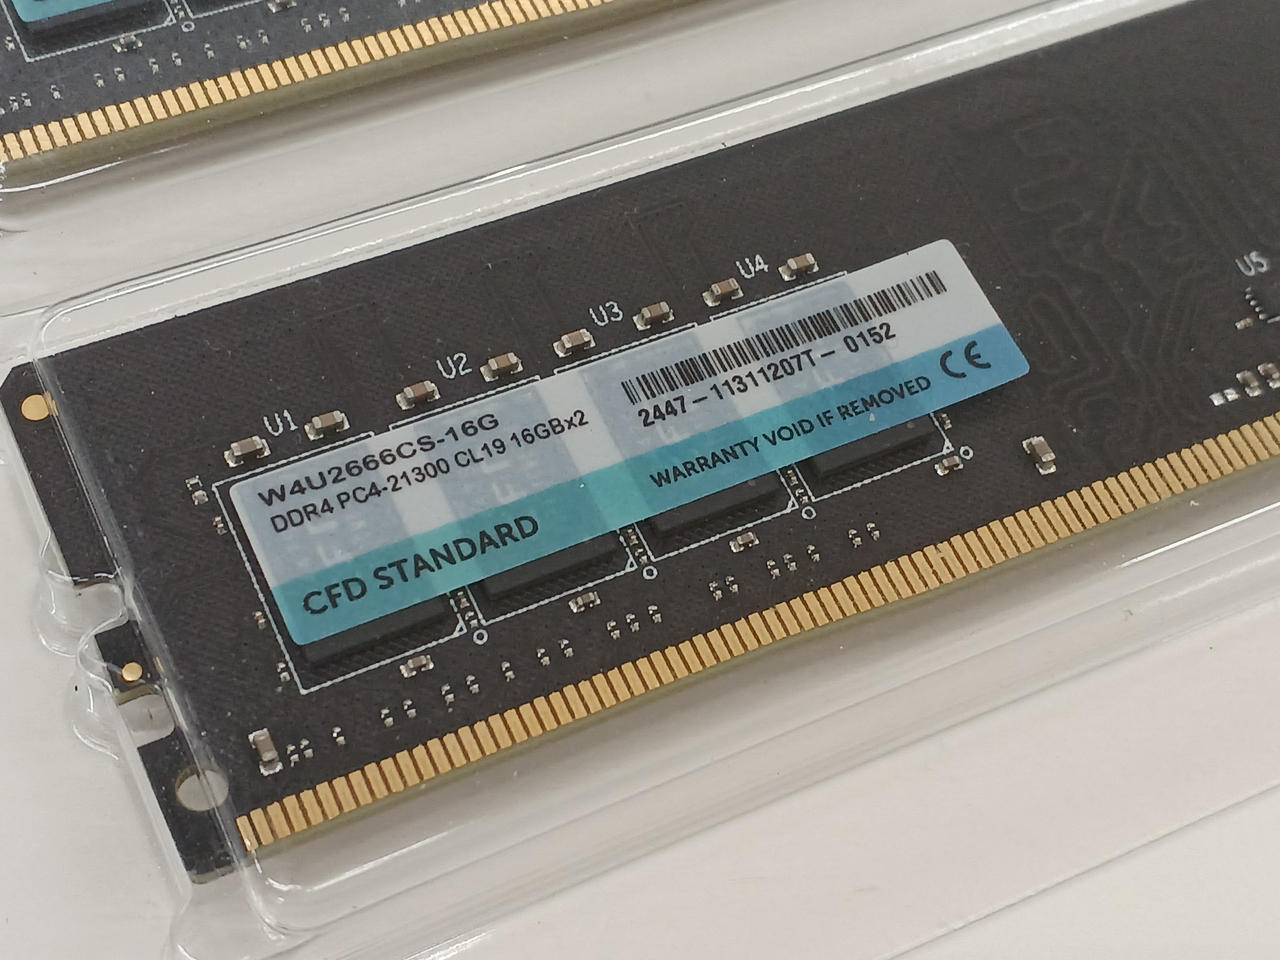 U1
U2
U3
U4
U5
W4U2666CS-16G
DDR4 PC4-21300 CL19 16GBx2
2447-11311207T- 0152
CFD STANDARD
WARRANTY VOID IF REMOVED CE